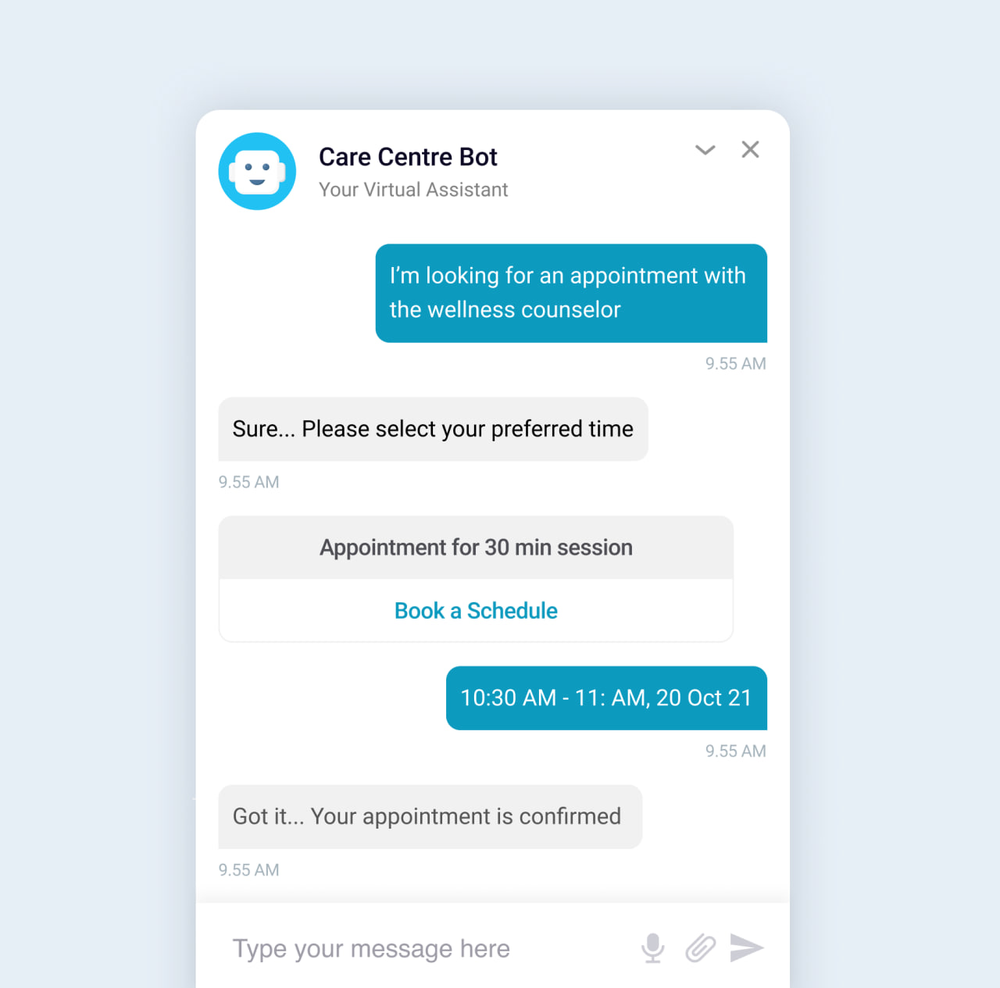 Care Centre Bot
Your Virtual Assistant
I’m looking for an appointment with
the wellness counselor
9.55 AM
Sure... Please select your preferred time
9.55 AM
Appointment for 30 min session
Book a Schedule
10:30 AM - 11: AM, 20 Oct 21
9.55 AM
Got it... Your appointment is confirmed
9.55 AM
Type your message here